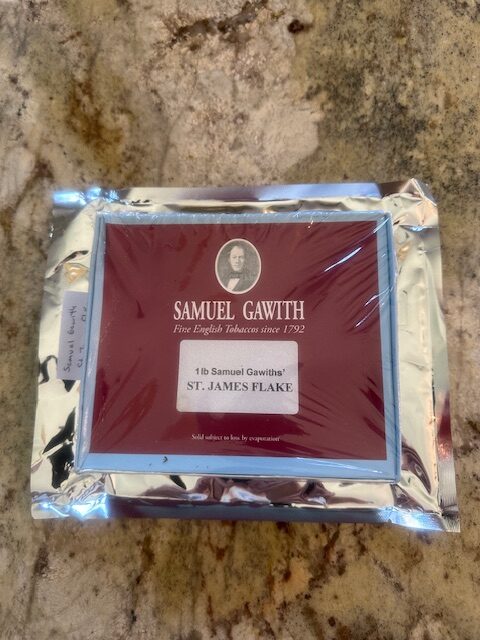 SAMUEL GAWITH
Fine English Tobaccos since 1792
1lb Samuel Gawiths'
ST. JAMES FLAKE
Sold subject to loss by evaporation
Samuel Gawith